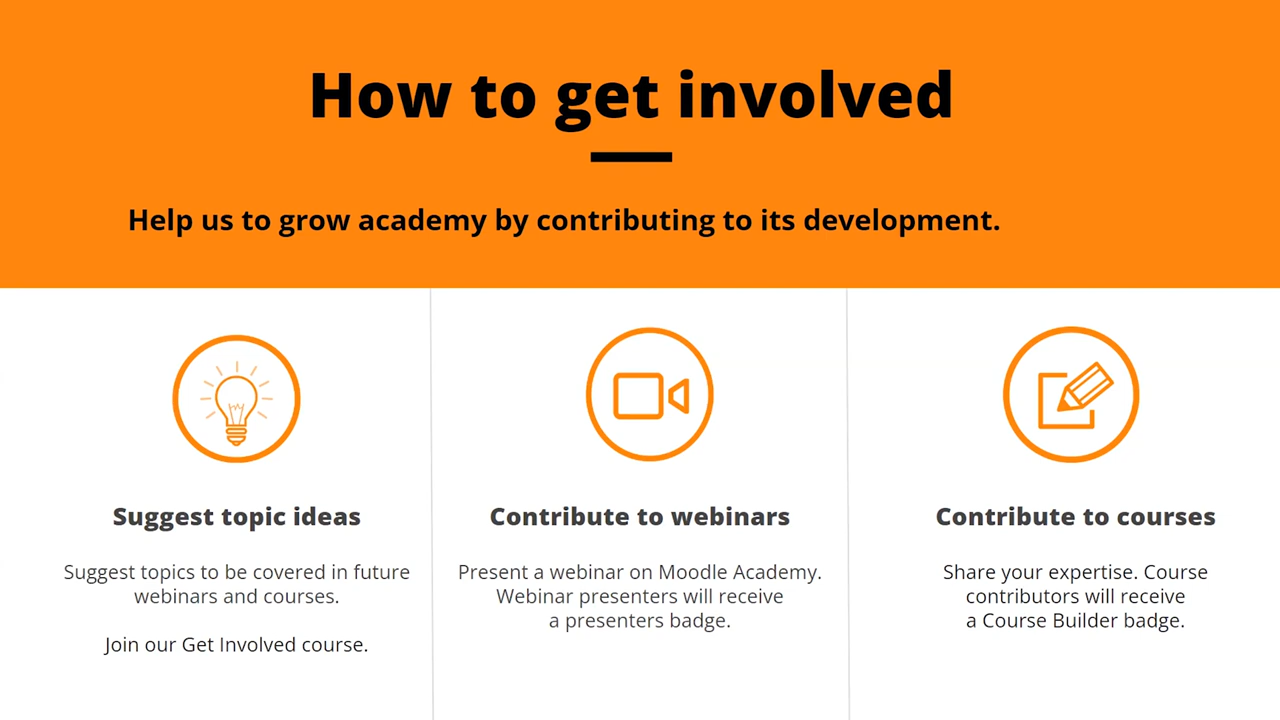 How to get involved
Help us to grow academy by contributing to its development.
Suggest topic ideas
Suggest topics to be covered in future
webinars and courses.
Join our Get Involved course.
Contribute to webinars
Present a webinar on Moodle Academy.
Webinar presenters will receive
a presenters badge.
Contribute to courses
Share your expertise. Course
contributors will receive
a Course Builder badge.